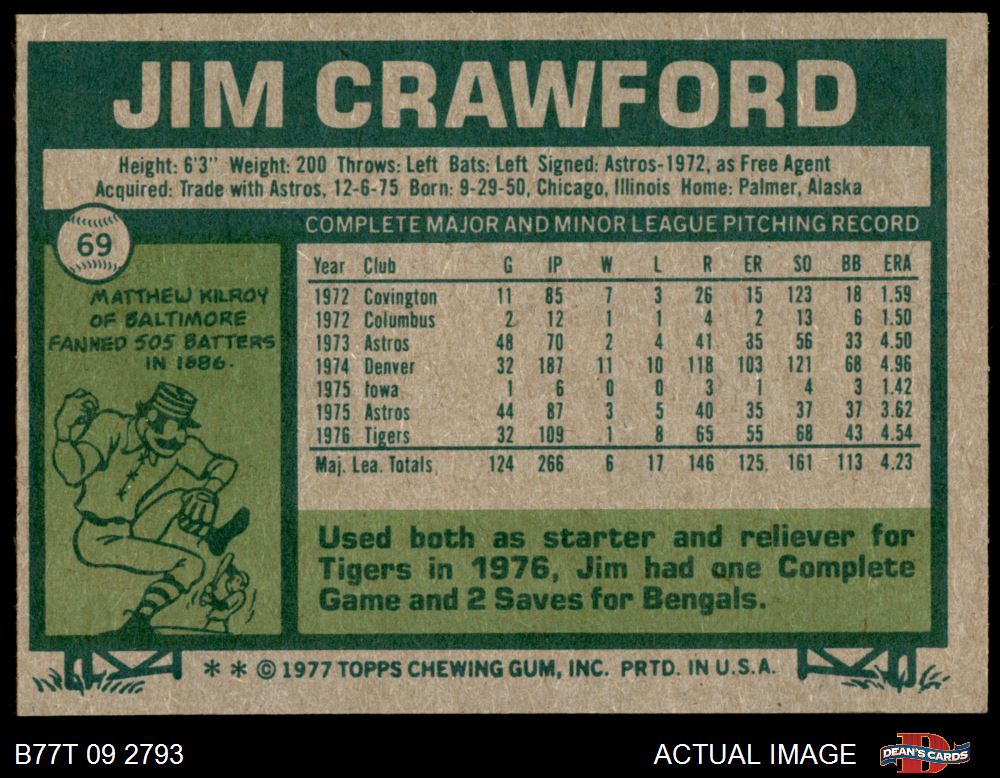 JIM CRAWFORD
Height: 6'3" Weight: 200 Throws: Left Bats: Left Signed: Astros-1972, as Free Agent
Acquired: Trade with Astros, 12-6-75 Born: 9-29-50, Chicago, Illinois Home: Palmer, Alaska
69
MATTHEW KILROY
OF BALTIMORE
FANNED 505 BATTERS
IN 1886.
COMPLETE MAJOR AND MINOR LEAGUE PITCHING RECORD
Year Club G IP W L R ER SO BB ERA
1972 Covington 11 85 7 3 26 15 123 18 1.59
1972 Columbus 2 12 1 1 4 2 13 6 1.50
1973 Astros 48 70 2 4 41 35 56 33 4.50
1974 Denver 32 187 11 10 118 103 121 68 4.96
1975 Iowa 1 6 0 0 3 1 4 3 1.42
1975 Astros 44 87 3 5 40 35 37 37 3.62
1976 Tigers 32 109 1 8 65 55 68 43 4.54
Maj. Lea. Totals 124 266 6 17 146 125 161 113 4.23
Used both as starter and reliever for
Tigers in 1976, Jim had one Complete
Game and 2 Saves for Bengals.
* * © 1977 TOPPS CHEWING GUM, INC. PRTD. IN U.S.A.
B77T 09 2793
ACTUAL IMAGE
DEAN'S CARDS